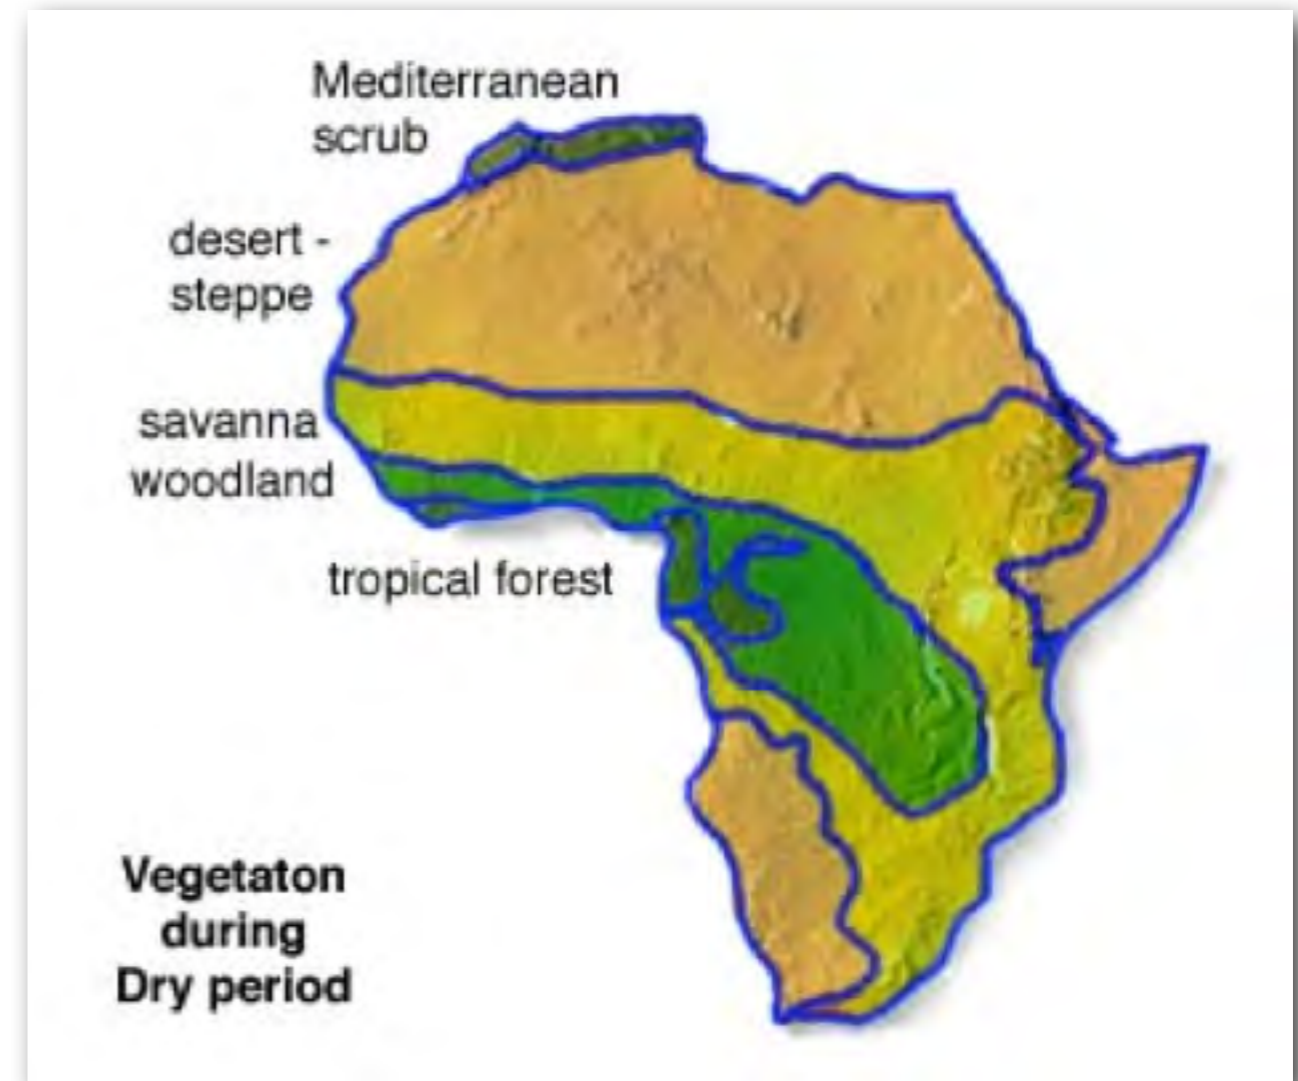 Mediterranean
scrub
desert -
steppe
savanna
woodland
tropical forest
Vegetaton
during
Dry period